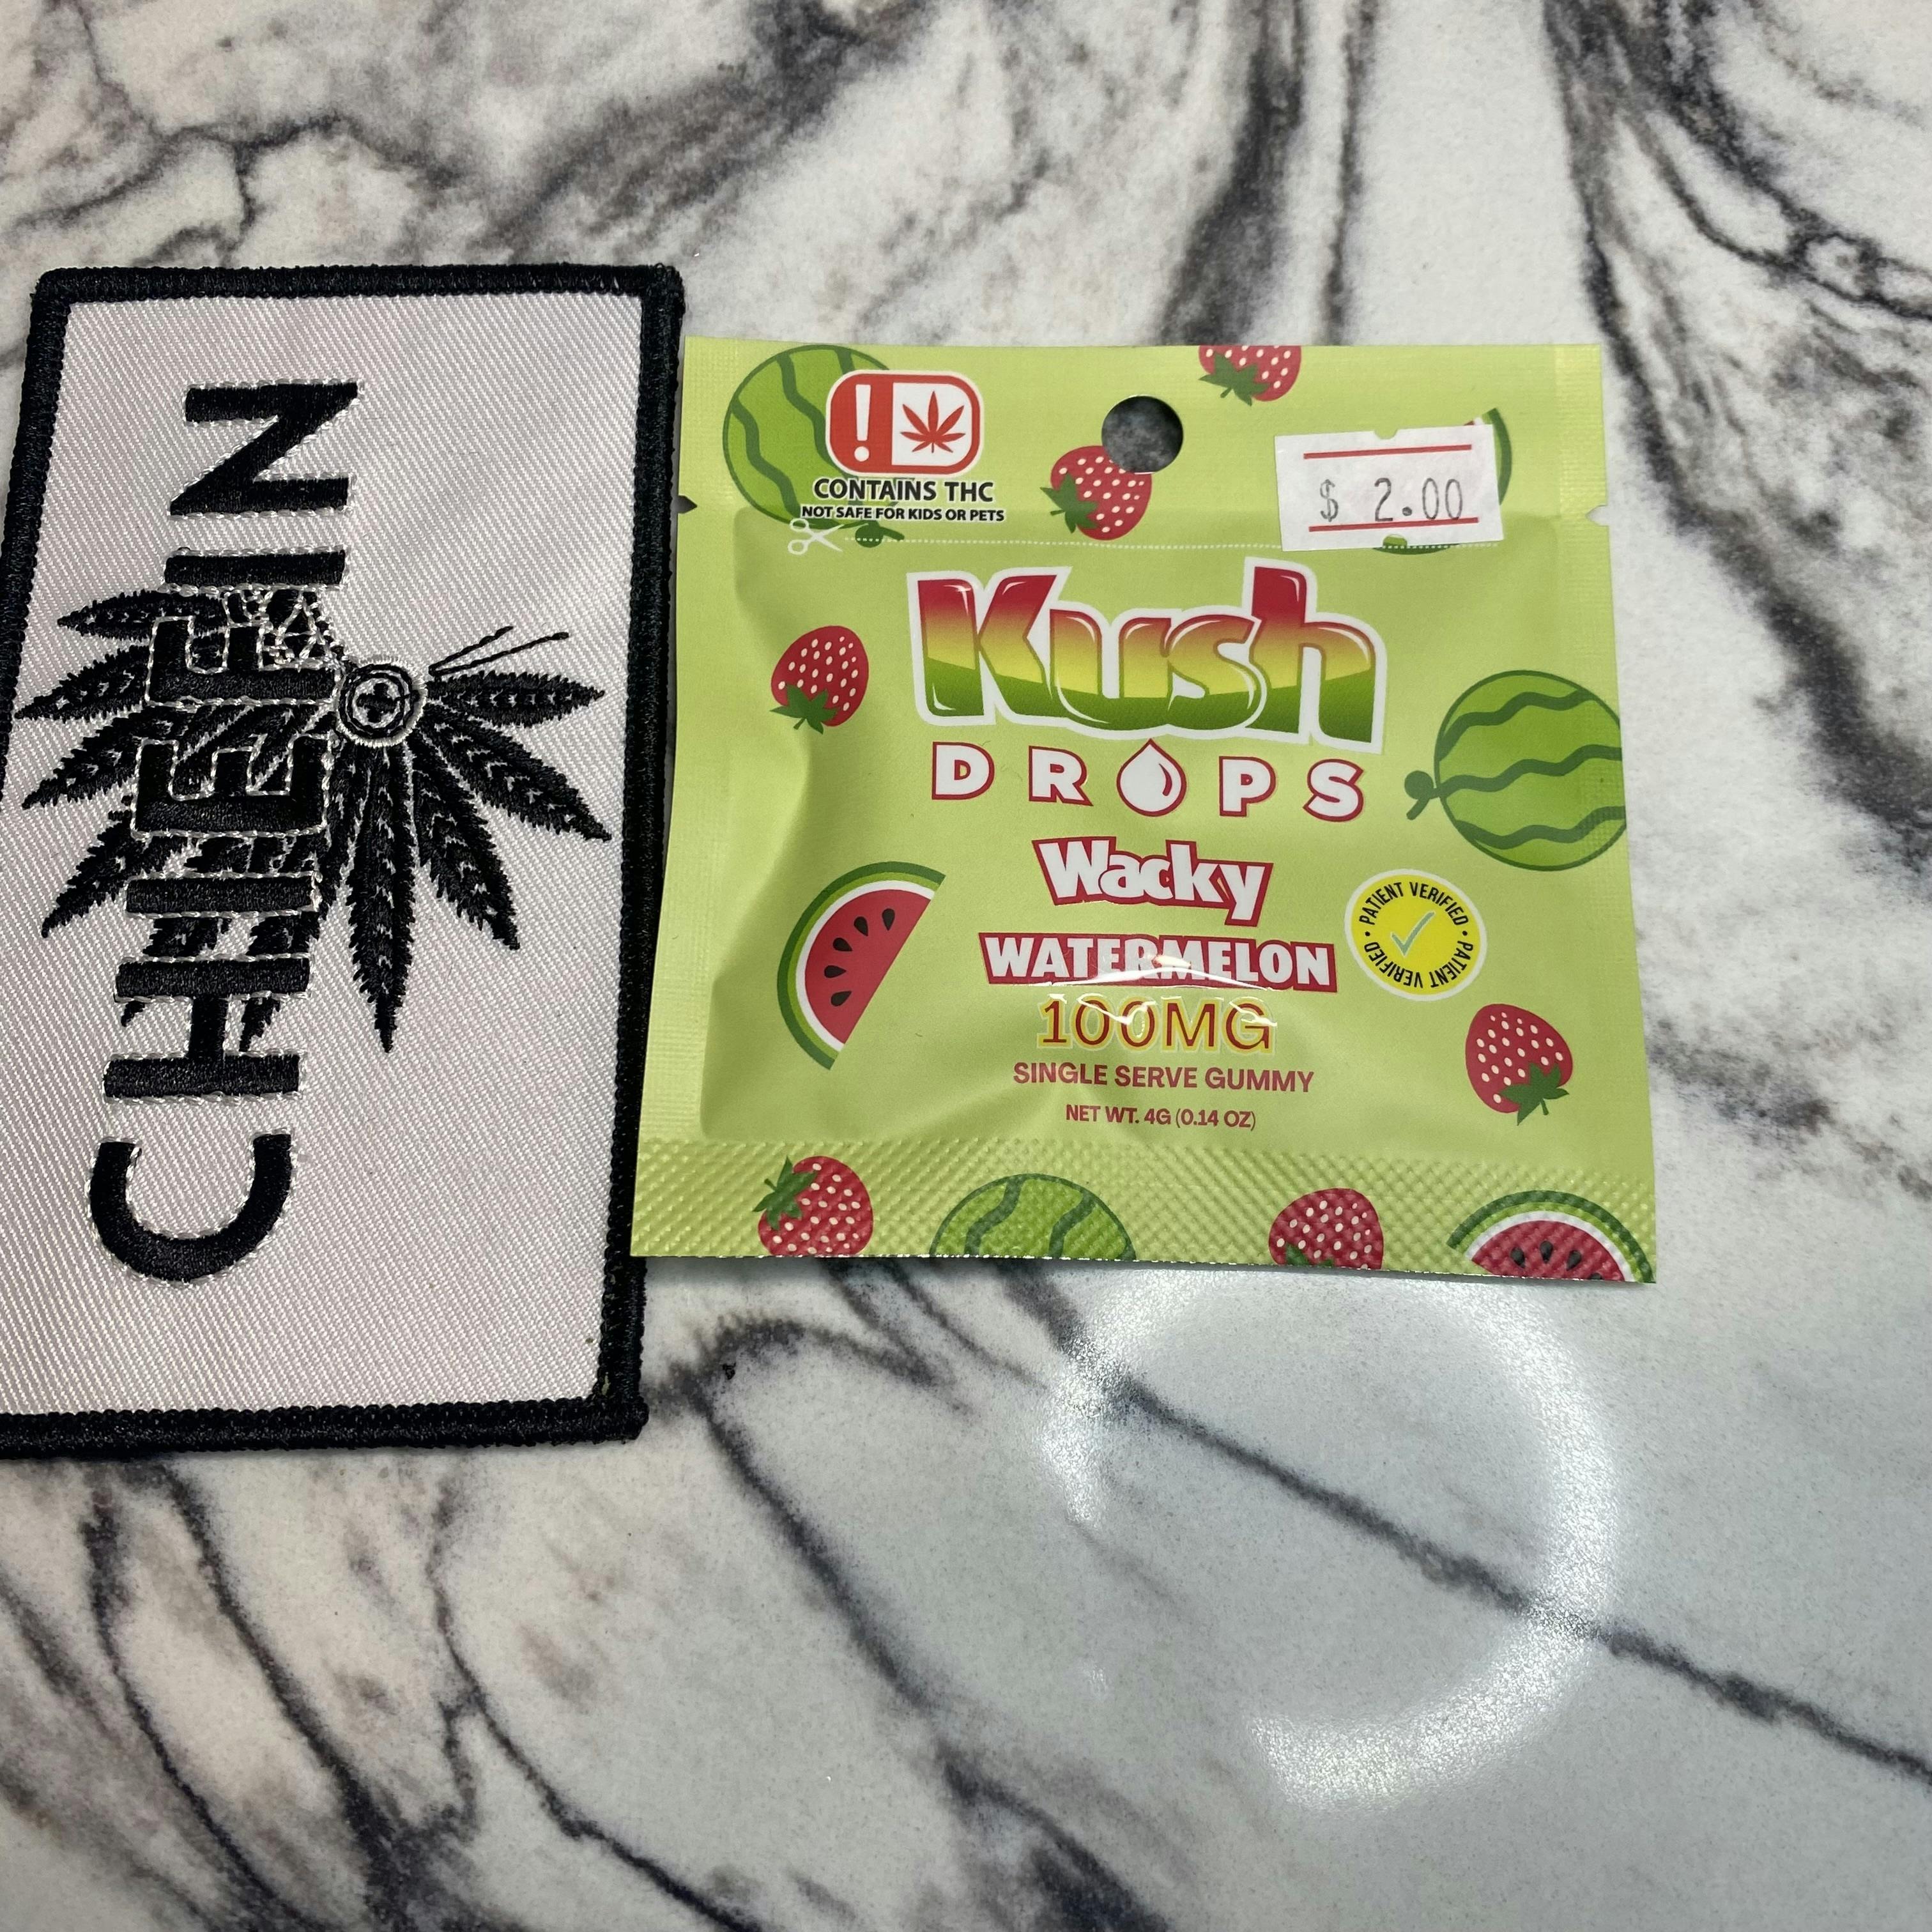 CHIEFIN
CONTAINS THC
NOT SAFE FOR KIDS OR PETS
$ 2.00
Kush
DROPS
Wacky
WATERMELON
PATIENT VERIFIED • PATIENT VERIFIED •
100MG
SINGLE SERVE GUMMY
NET WT. 4G (0.14 OZ)